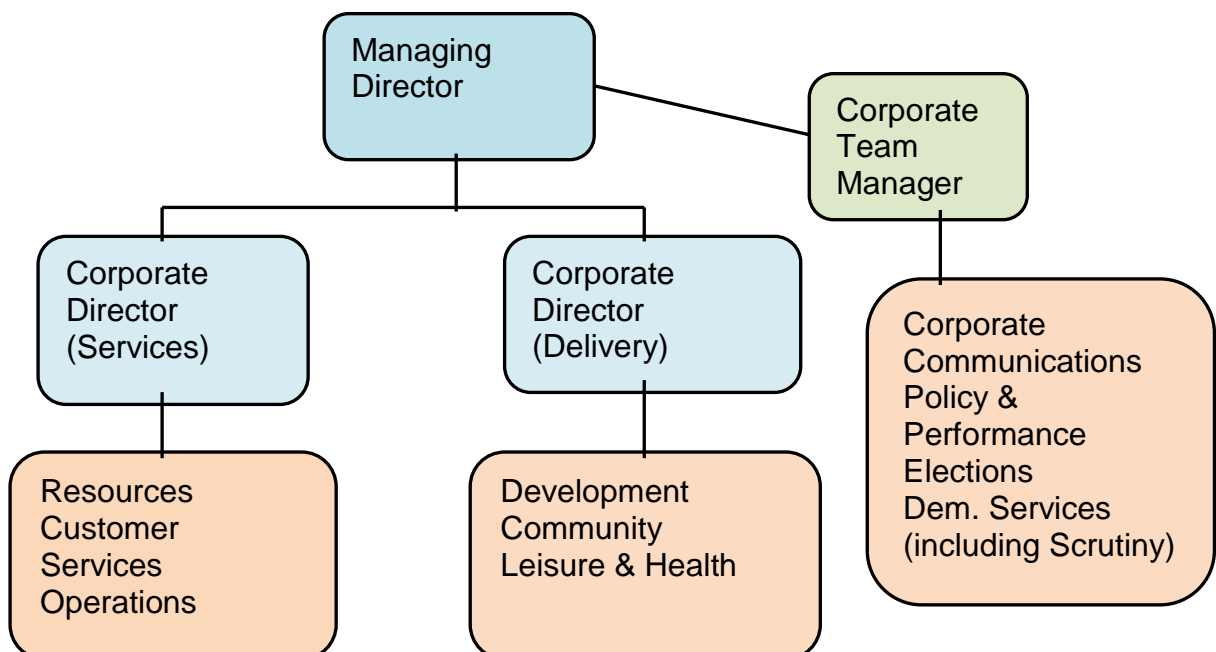 Managing
Director
Corporate
Team
Manager
Corporate
Director
(Services)
Corporate
Director
(Delivery)
Corporate
Communications
Policy &
Performance
Elections
Dem. Services
(including Scrutiny)
Resources
Customer
Services
Operations
Development
Community
Leisure & Health